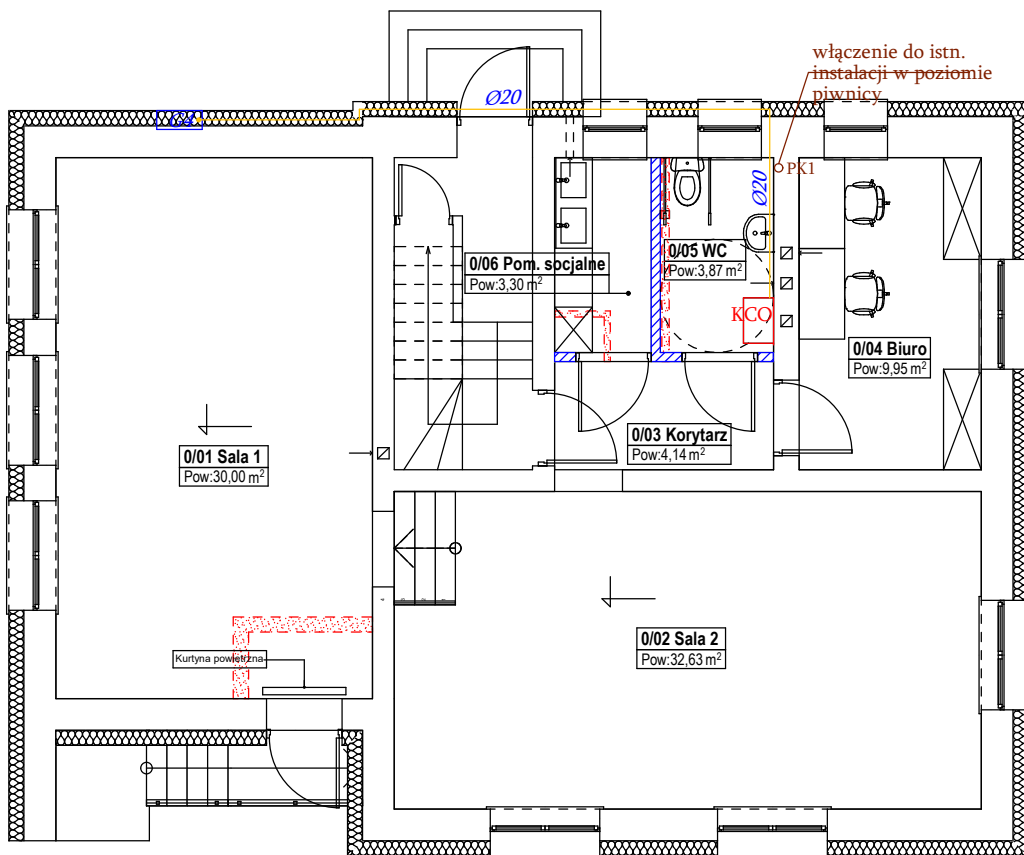 włączenie do istn.
instalacji w poziomie
piwnicy
Ø20
PK1
Ø20
0/06 Pom. socjalne
Pow:3,30 m²
0/05 WC
Pow:3,87 m²
KCO
0/04 Biuro
Pow:9,95 m²
0/03 Korytarz
Pow:4,14 m²
0/01 Sala 1
Pow:30,00 m²
0/02 Sala 2
Pow:32,63 m²
Kurtyna powietrzna